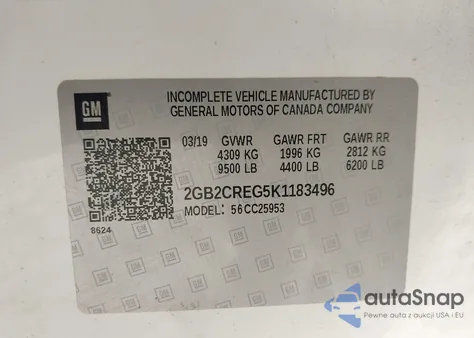 GM
INCOMPLETE VEHICLE MANUFACTURED BY
GENERAL MOTORS OF CANADA COMPANY
03/19 GVWR GAWR FRT GAWR RR
4309 KG 1996 KG 2812 KG
9500 LB 4400 LB 6200 LB
2GB2CREG5K1183496
MODEL: 56CC25953
8624
autaSnap
Pewne auta z aukcji USA i EU